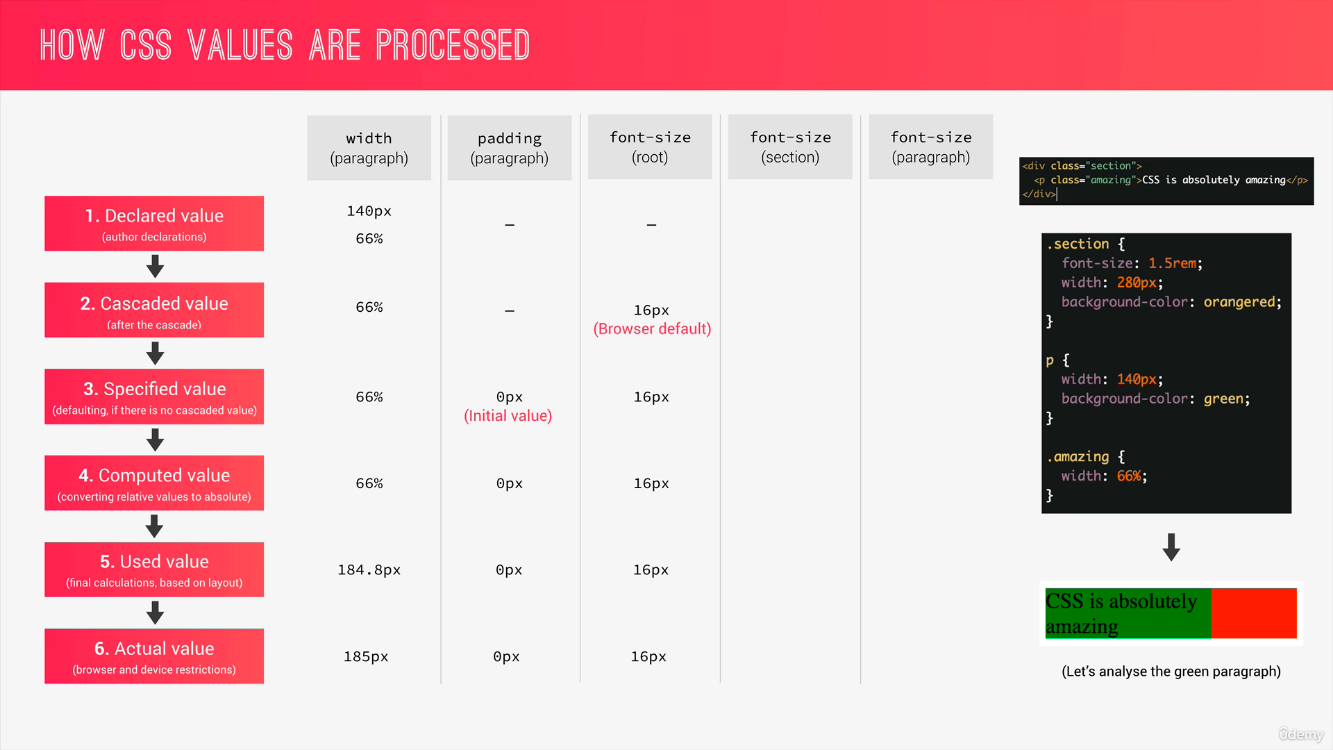 HOW CSS VALUES ARE PROCESSED
width
(paragraph)
padding
(paragraph)
font-size
(root)
font-size
(section)
font-size
(paragraph)
1. Declared value
(author declarations)
140px
66%
–
–
2. Cascaded value
(after the cascade)
66%
–
16px
(Browser default)
3. Specified value
(defaulting, if there is no cascaded value)
66%
0px
(Initial value)
16px
4. Computed value
(converting relative values to absolute)
66%
0px
16px
5. Used value
(final calculations, based on layout)
184.8px
0px
16px
6. Actual value
(browser and device restrictions)
185px
0px
16px
<div class="section">
<p class="amazing">CSS is absolutely amazing</p>
</div>
.section {
font-size: 1.5rem;
width: 280px;
background-color: orangered;
}
p {
width: 140px;
background-color: green;
}
.amazing {
width: 66%;
}
CSS is absolutely
amazing
(Let's analyse the green paragraph)
ûdemy